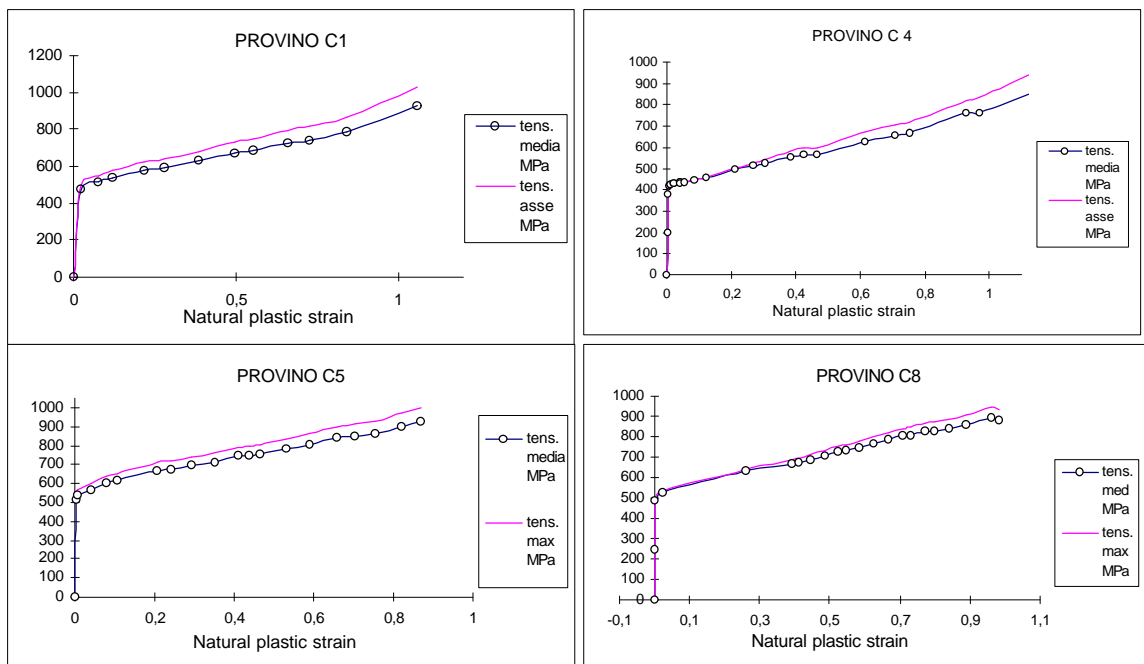 PROVINO C1
1200
1000
800
600
400
200
0
0
0,5
1
Natural plastic strain
tens.
media
MPa
tens.
asse
MPa
PROVINO C 4
1000
900
800
700
600
500
400
300
200
100
0
0
0,2
0,4
0,6
0,8
1
Natural plastic strain
tens.
media
MPa
tens.
asse
MPa
PROVINO C5
1000
900
800
700
600
500
400
300
200
100
0
0
0,2
0,4
0,6
0,8
1
Natural plastic strain
tens.
media
MPa
tens.
max
MPa
PROVINO C8
1000
900
800
700
600
500
400
300
200
100
0
-0,1
0,1
0,3
0,5
0,7
0,9
1,1
Natural plastic strain
tens.
med
MPa
tens.
max
MPa